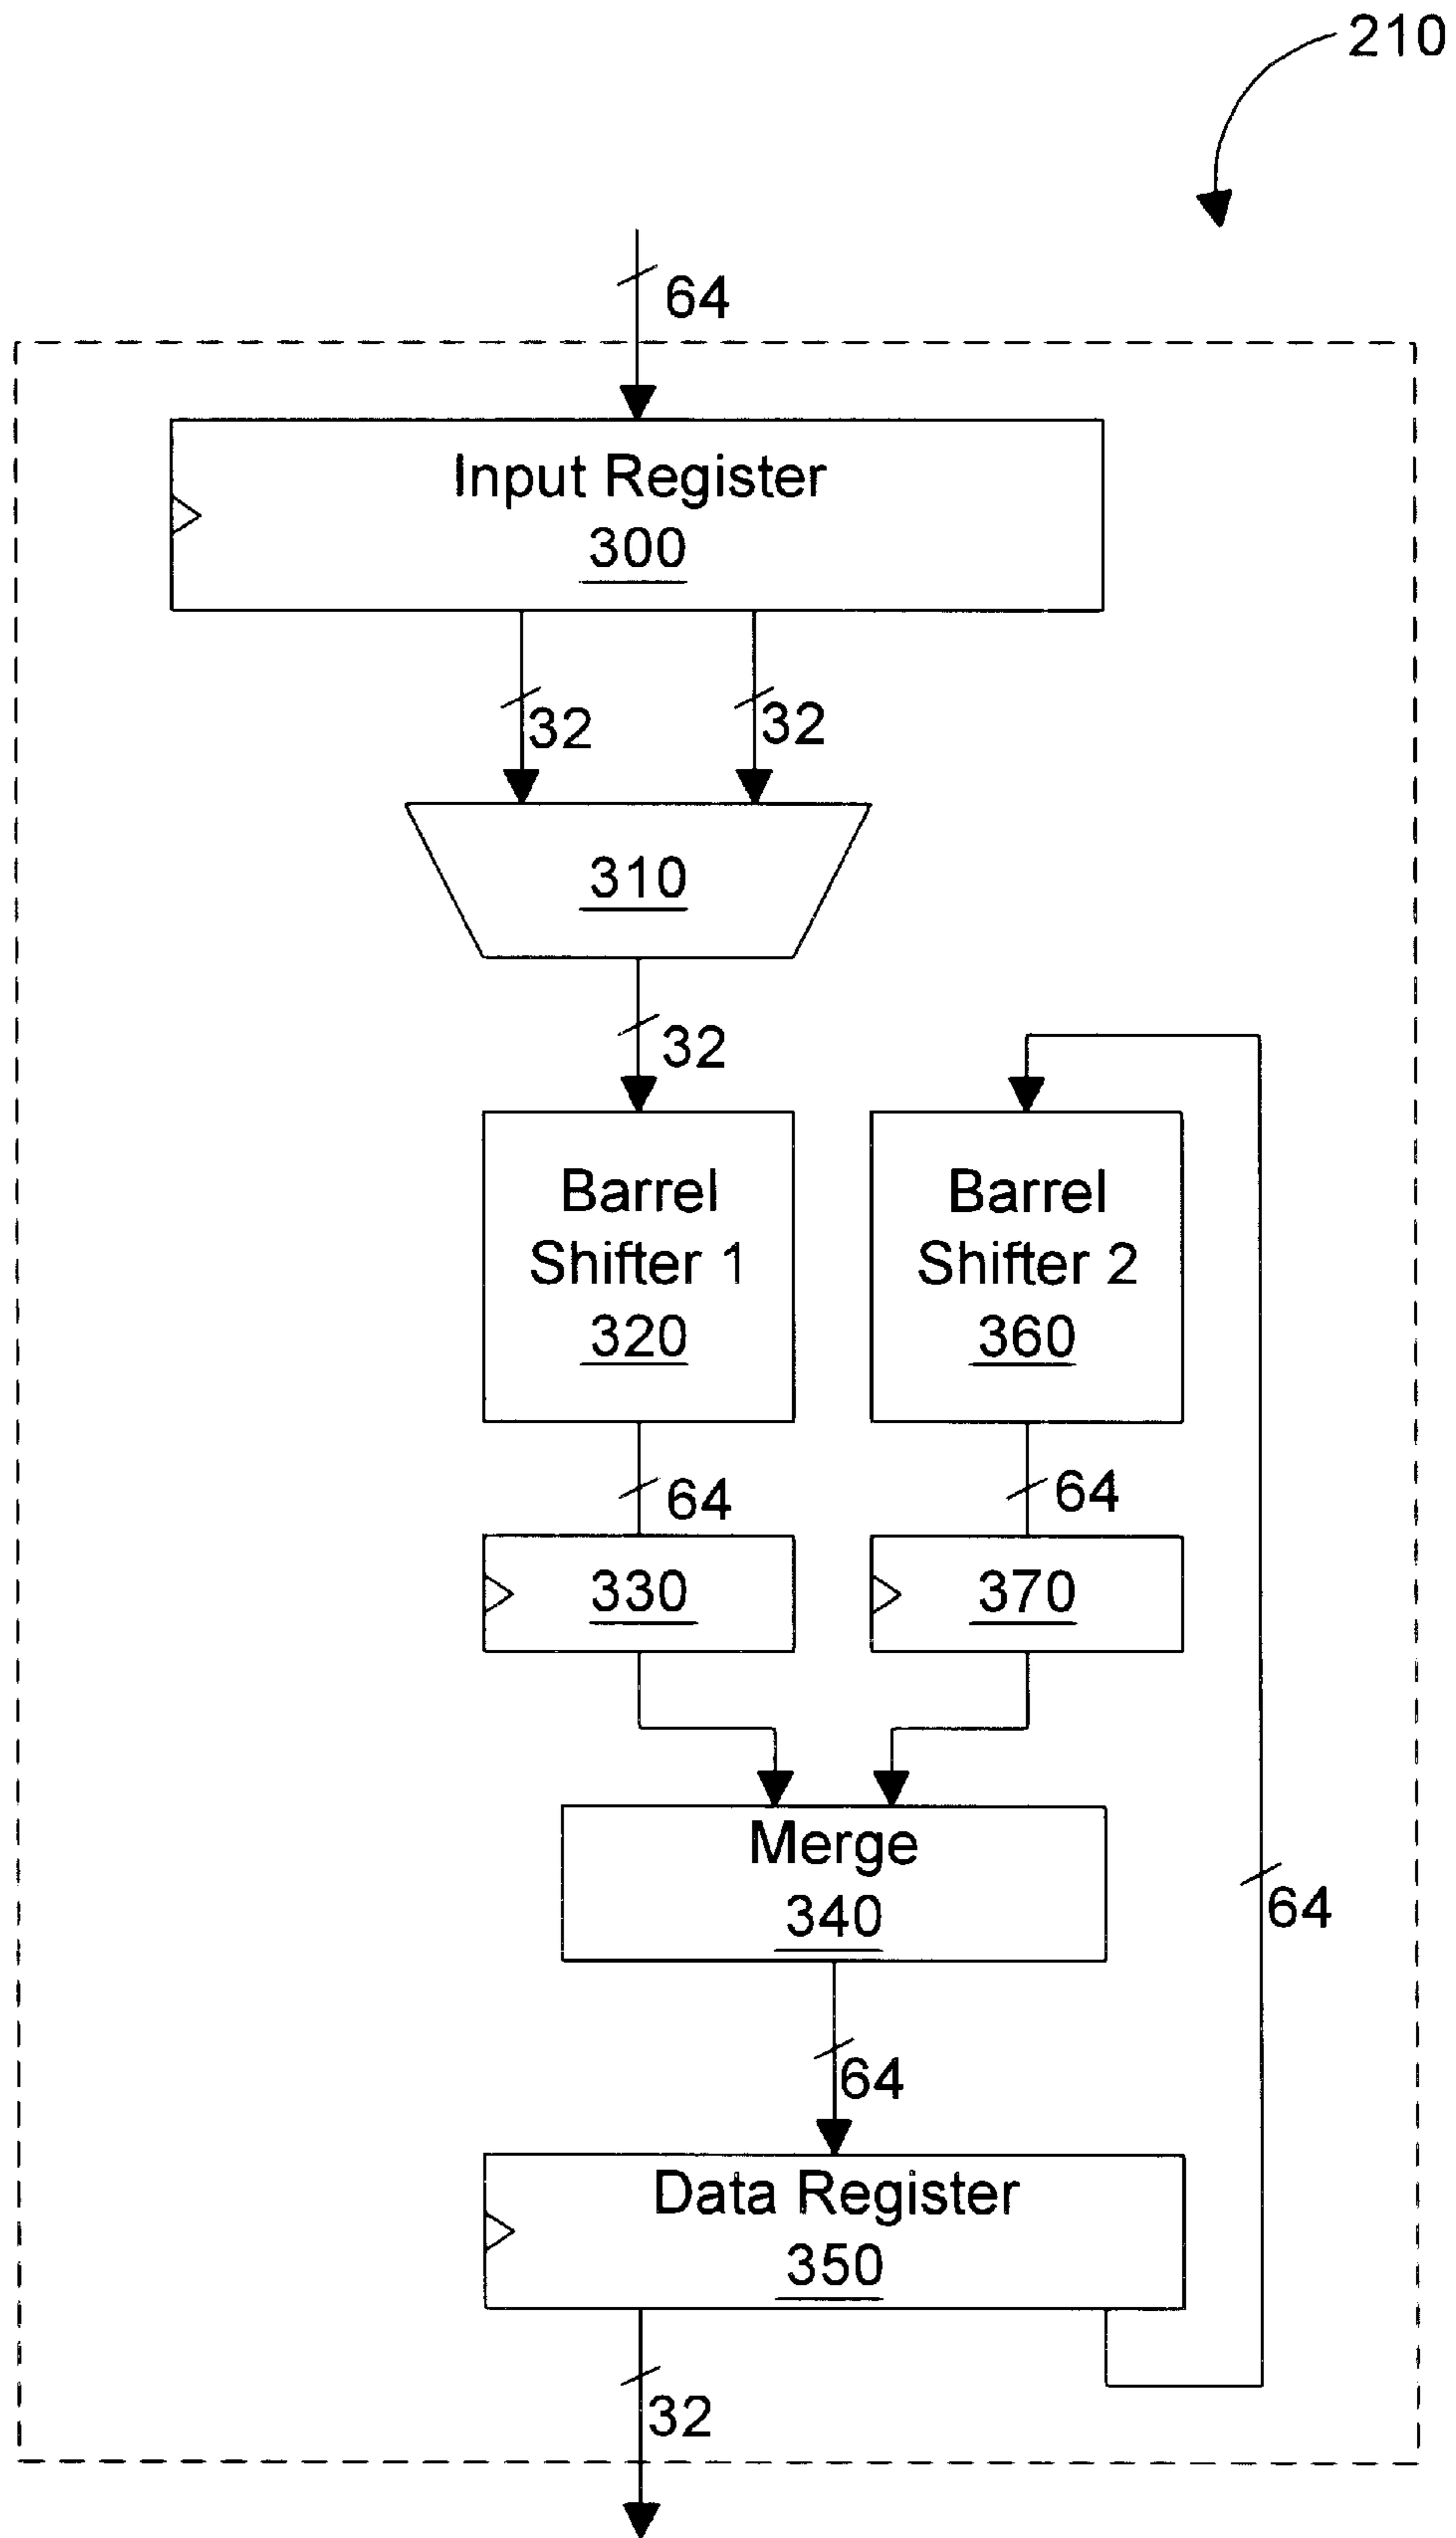 210
64
Input Register
300
32
32
310
32
Barrel
Shifter 1
320
Barrel
Shifter 2
360
64
64
330
370
Merge
340
64
64
Data Register
350
32